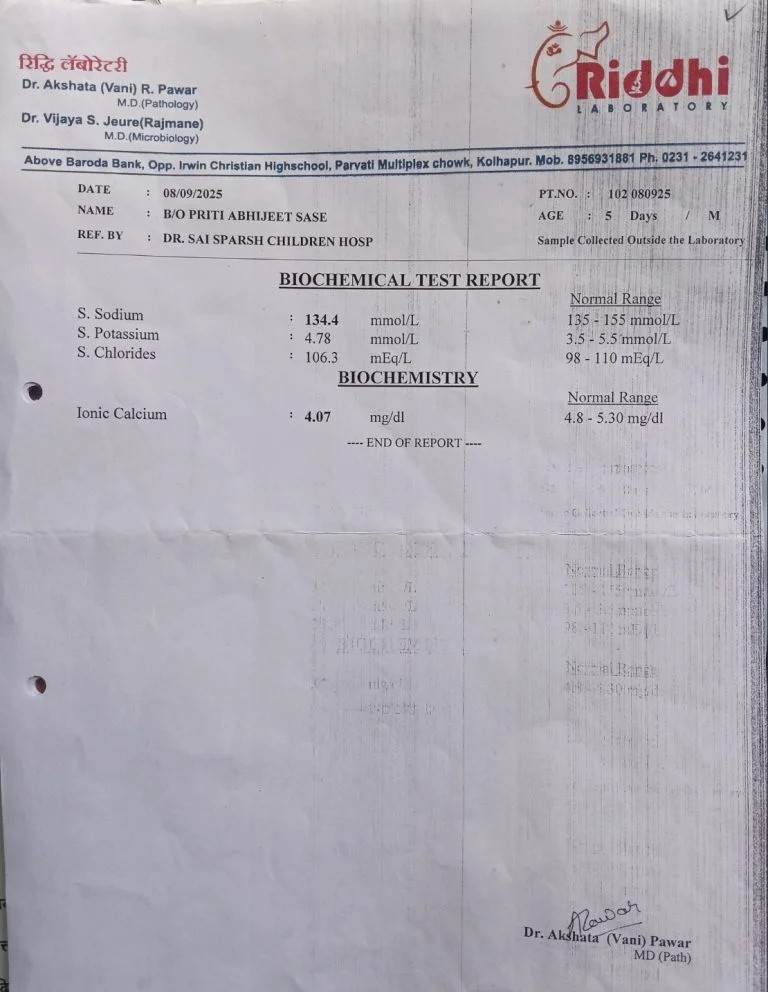 रिद्धि लॅबोरेटरी
Dr. Akshata (Vani) R. Pawar
M.D.(Pathology)
Dr. Vijaya S. Jeure(Rajmane)
M.D.(Microbiology)
Riddhi
LABORATORY
Above Baroda Bank, Opp. Irwin Christian Highschool, Parvati Multiplex chowk, Kolhapur. Mob. 8956931881 Ph. 0231 - 2641231
DATE : 08/09/2025 PT.NO. : 102 080925
NAME : B/O PRITI ABHIJEET SASE AGE : 5 Days / M
REF. BY : DR. SAI SPARSH CHILDREN HOSP Sample Collected Outside the Laboratory
BIOCHEMICAL TEST REPORT
Normal Range
S. Sodium : 134.4 mmol/L 135 - 155 mmol/L
S. Potassium : 4.78 mmol/L 3.5 - 5.5 mmol/L
S. Chlorides : 106.3 mEq/L 98 - 110 mEq/L
BIOCHEMISTRY
Normal Range
Ionic Calcium : 4.07 mg/dl 4.8 - 5.30 mg/dl
---- END OF REPORT ----
Normal Range
Normal Range
Pawar
Dr. Akshata (Vani) Pawar
MD (Path)